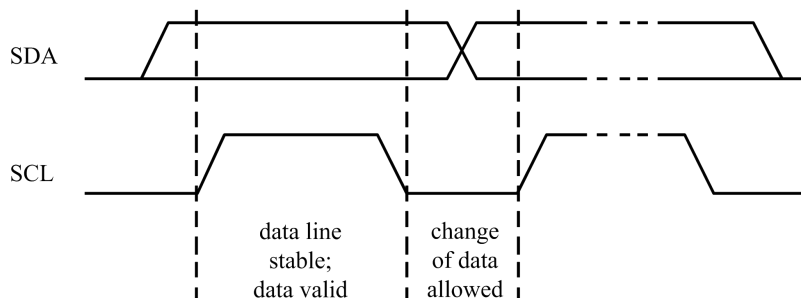 SDA
SCL
data line
stable;
data valid
change
of data
allowed